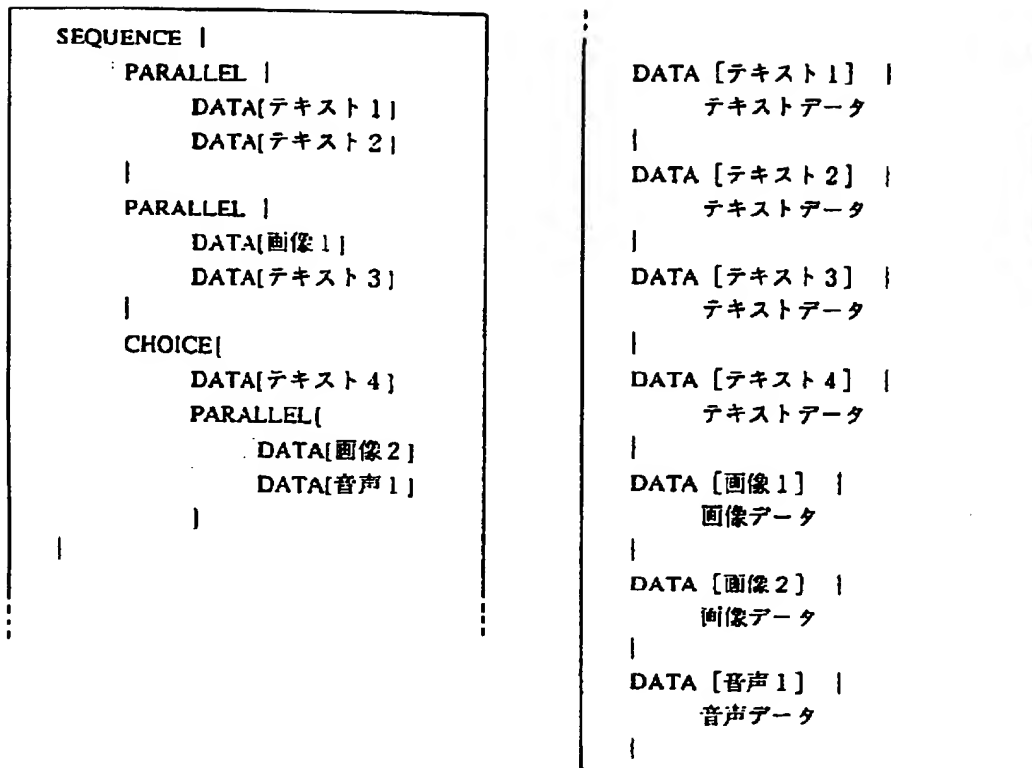 SEQUENCE {
PARALLEL {
DATA[テキスト1]
DATA[テキスト2]
}
PARALLEL {
DATA[画像1]
DATA[テキスト3]
}
CHOICE{
DATA[テキスト4]
PARALLEL{
DATA[画像2]
DATA[音声1]
}
}
DATA [テキスト1] {
テキストデータ
}
DATA [テキスト2] {
テキストデータ
}
DATA [テキスト3] {
テキストデータ
}
DATA [テキスト4] {
テキストデータ
}
DATA [画像1] {
画像データ
}
DATA [画像2] {
画像データ
}
DATA [音声1] {
音声データ
}